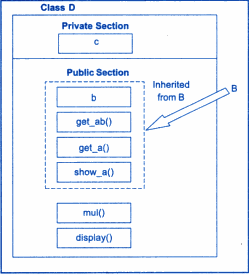 Class D
Private Section
c
Public Section
Inherited
from B
B
b
get_ab()
get_a()
show_a()
mul()
display()